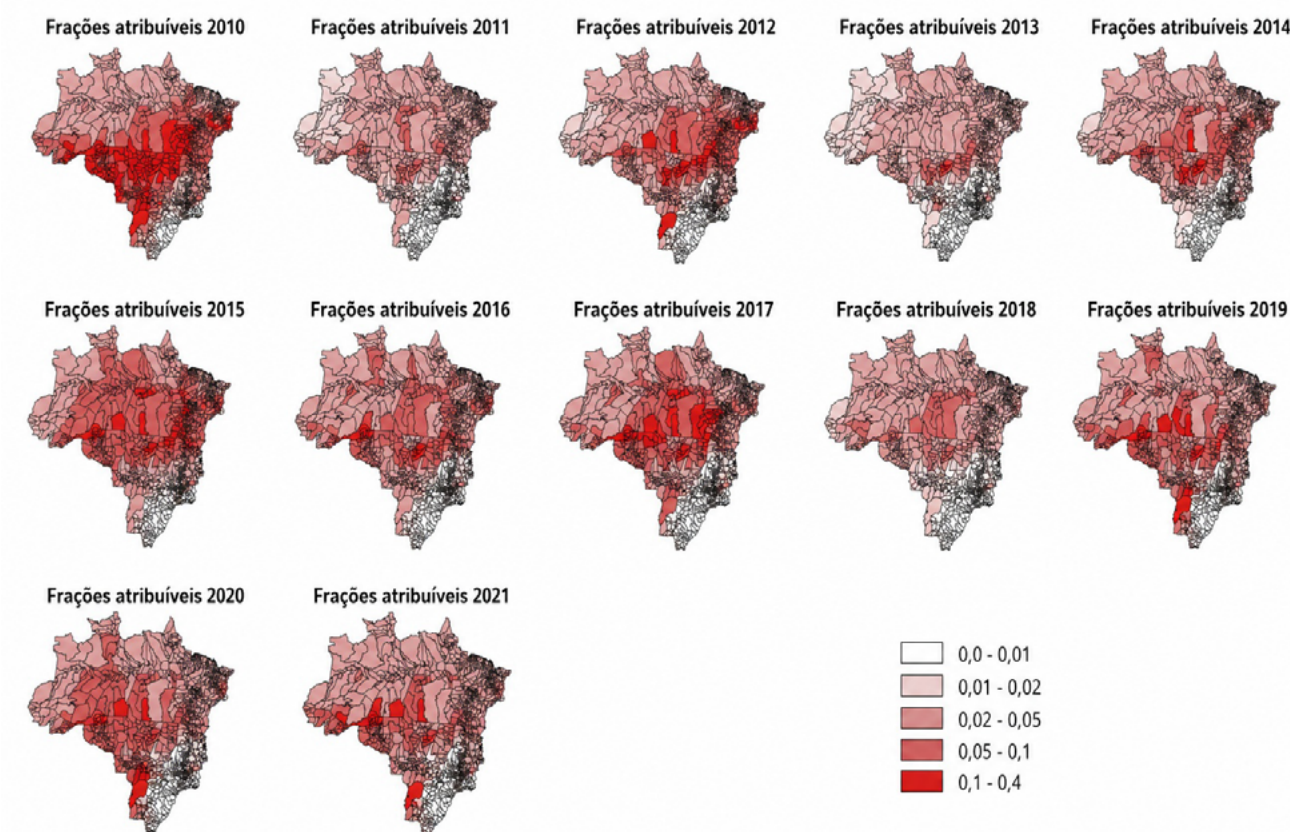 Frações atribuíveis 2010
Frações atribuíveis 2011
Frações atribuíveis 2012
Frações atribuíveis 2013
Frações atribuíveis 2014
Frações atribuíveis 2015
Frações atribuíveis 2016
Frações atribuíveis 2017
Frações atribuíveis 2018
Frações atribuíveis 2019
Frações atribuíveis 2020
Frações atribuíveis 2021
0,0 - 0,01
0,01 - 0,02
0,02 - 0,05
0,05 - 0,1
0,1 - 0,4